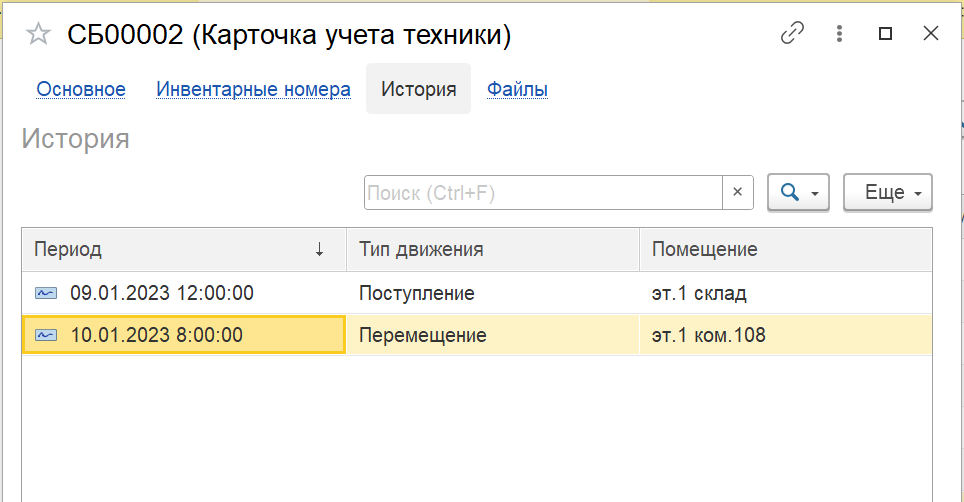 СБ00002 (Карточка учета техники)
Основное Инвентарные номера История Файлы
История
Поиск (Ctrl+F) × Еще
Период ↓ Тип движения Помещение
09.01.2023 12:00:00 Поступление эт.1 склад
10.01.2023 8:00:00 Перемещение эт.1 ком.108